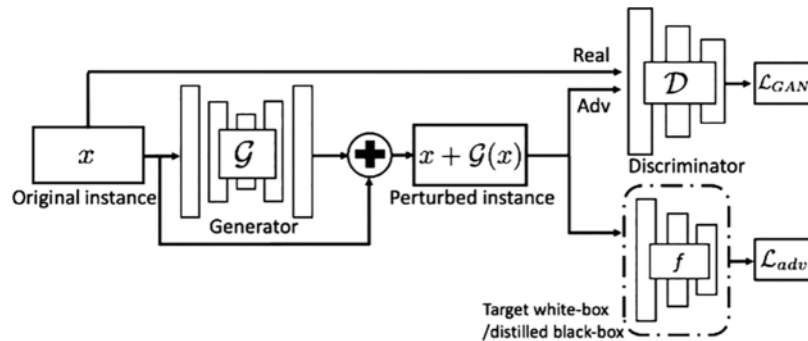 Real
Adv
𝒟
ℒ_GAN
Discriminator
x
Original instance
𝒢
Generator
+
x + 𝒢(x)
Perturbed instance
f
ℒ_adv
Target white-box
/distilled black-box